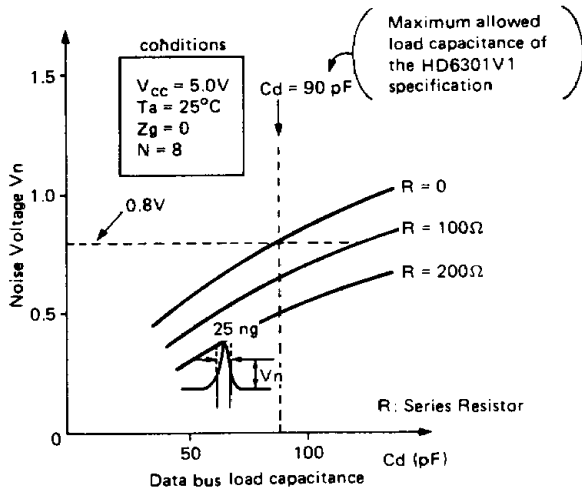 Maximum allowed
load capacitance of
the HD6301V1
specification
conditions
VCC = 5.0V
Ta = 25°C
Zg = 0
N = 8
Cd = 90 pF
1.5
1.0
0.5
0
0.8V
Noise Voltage Vn
R = 0
R = 100Ω
R = 200Ω
25 ng
Vn
R: Series Resistor
50
100
Cd (pF)
Data bus load capacitance